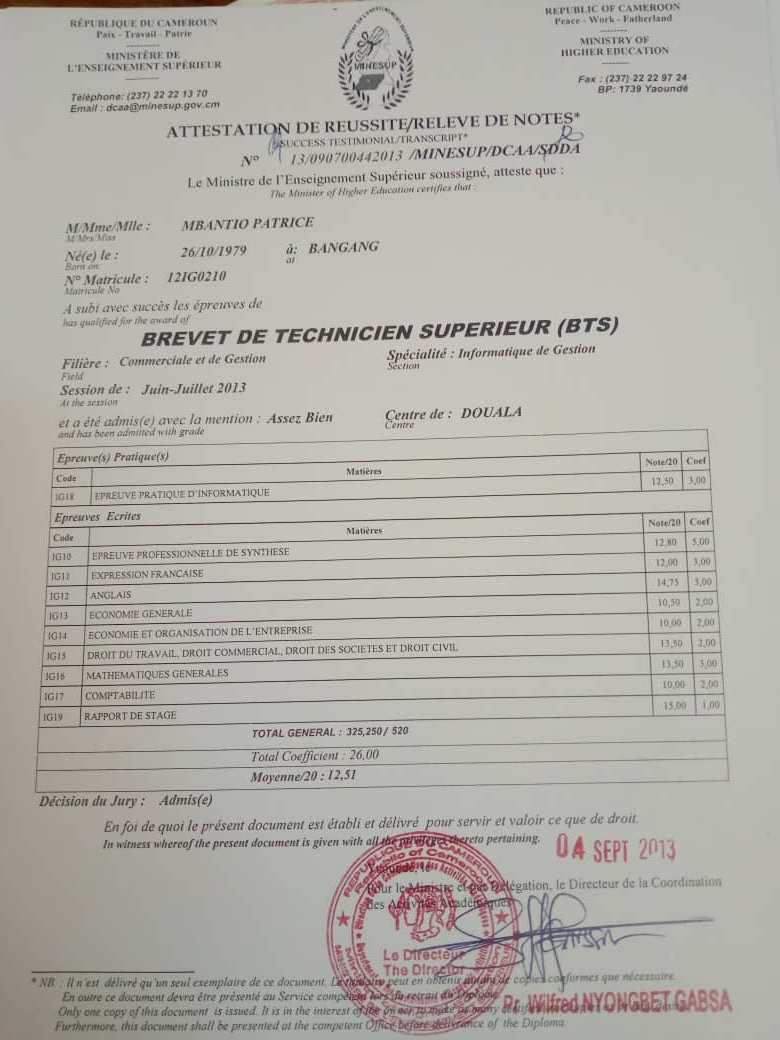 RÉPUBLIQUE DU CAMEROUN
Paix - Travail - Patrie
MINISTÈRE DE
L'ENSEIGNEMENT SUPÉRIEUR
Téléphone: (237) 22 22 13 70
Email : dcaa@minesup.gov.cm
MINESUP
REPUBLIC OF CAMEROON
Peace - Work - Fatherland
MINISTRY OF
HIGHER EDUCATION
Fax : (237) 22 22 97 24
BP: 1739 Yaoundé
ATTESTATION DE REUSSITE/RELEVE DE NOTES*
SUCCESS TESTIMONIAL/TRANSCRIPT*
N° 13/090700442013 /MINESUP/DCAA/SDDA
Le Ministre de l'Enseignement Supérieur soussigné, atteste que :
The Minister of Higher Education certifies that :
M/Mme/Mlle : MBANTIO PATRICE
M/Mrs/Miss
Né(e) le : 26/10/1979 à: BANGANG
Born on at
N° Matricule : 12IG0210
Matricule No
A subi avec succès les épreuves de
has qualified for the award of
BREVET DE TECHNICIEN SUPERIEUR (BTS)
Filière : Commerciale et de Gestion Spécialité : Informatique de Gestion
Field Section
Session de : Juin-Juillet 2013
At the session
et a été admis(e) avec la mention : Assez Bien Centre de : DOUALA
and has been admitted with grade Centre
Epreuve(s) Pratique(s)
Code Matières Note/20 Coef
IG18 EPREUVE PRATIQUE D'INFORMATIQUE 12,50 3,00
Epreuves Ecrites
Code Matières Note/20 Coef
IG10 EPREUVE PROFESSIONNELLE DE SYNTHESE 12,80 5,00
IG11 EXPRESSION FRANCAISE 12,00 3,00
IG12 ANGLAIS 14,75 3,00
IG13 ECONOMIE GENERALE 10,50 2,00
IG14 ECONOMIE ET ORGANISATION DE L'ENTREPRISE 10,00 2,00
IG15 DROIT DU TRAVAIL, DROIT COMMERCIAL, DROIT DES SOCIETES ET DROIT CIVIL 13,50 2,00
IG16 MATHEMATIQUES GENERALES 13,50 3,00
IG17 COMPTABILITE 10,00 2,00
IG19 RAPPORT DE STAGE 15,00 1,00
TOTAL GENERAL : 325,250 / 520
Total Coefficient : 26,00
Moyenne/20 : 12,51
Décision du Jury : Admis(e)
En foi de quoi le présent document est établi et délivré pour servir et valoir ce que de droit.
In witness whereof the present document is given with all the privileges thereto pertaining.
04 SEPT 2013
Pour le Ministre et par Délégation, le Directeur de la Coordination
des Activités Académiques
REPUBLIQUE DU CAMEROUN
Republic of Cameroon
Le Directeur
The Director
* NB : Il n'est délivré qu'un seul exemplaire de ce document. Le titulaire peut en obtenir autant de copies conformes que nécessaire.
En outre ce document devra être présenté au Service compétent lors du retrait du Diplôme.
Pr. Wilfred NYONGBET GABSA
Only one copy of this document is issued. It is in the interest of the owner to make as many
Furthermore, this document shall be presented at the competent Office before deliverance of the Diploma.